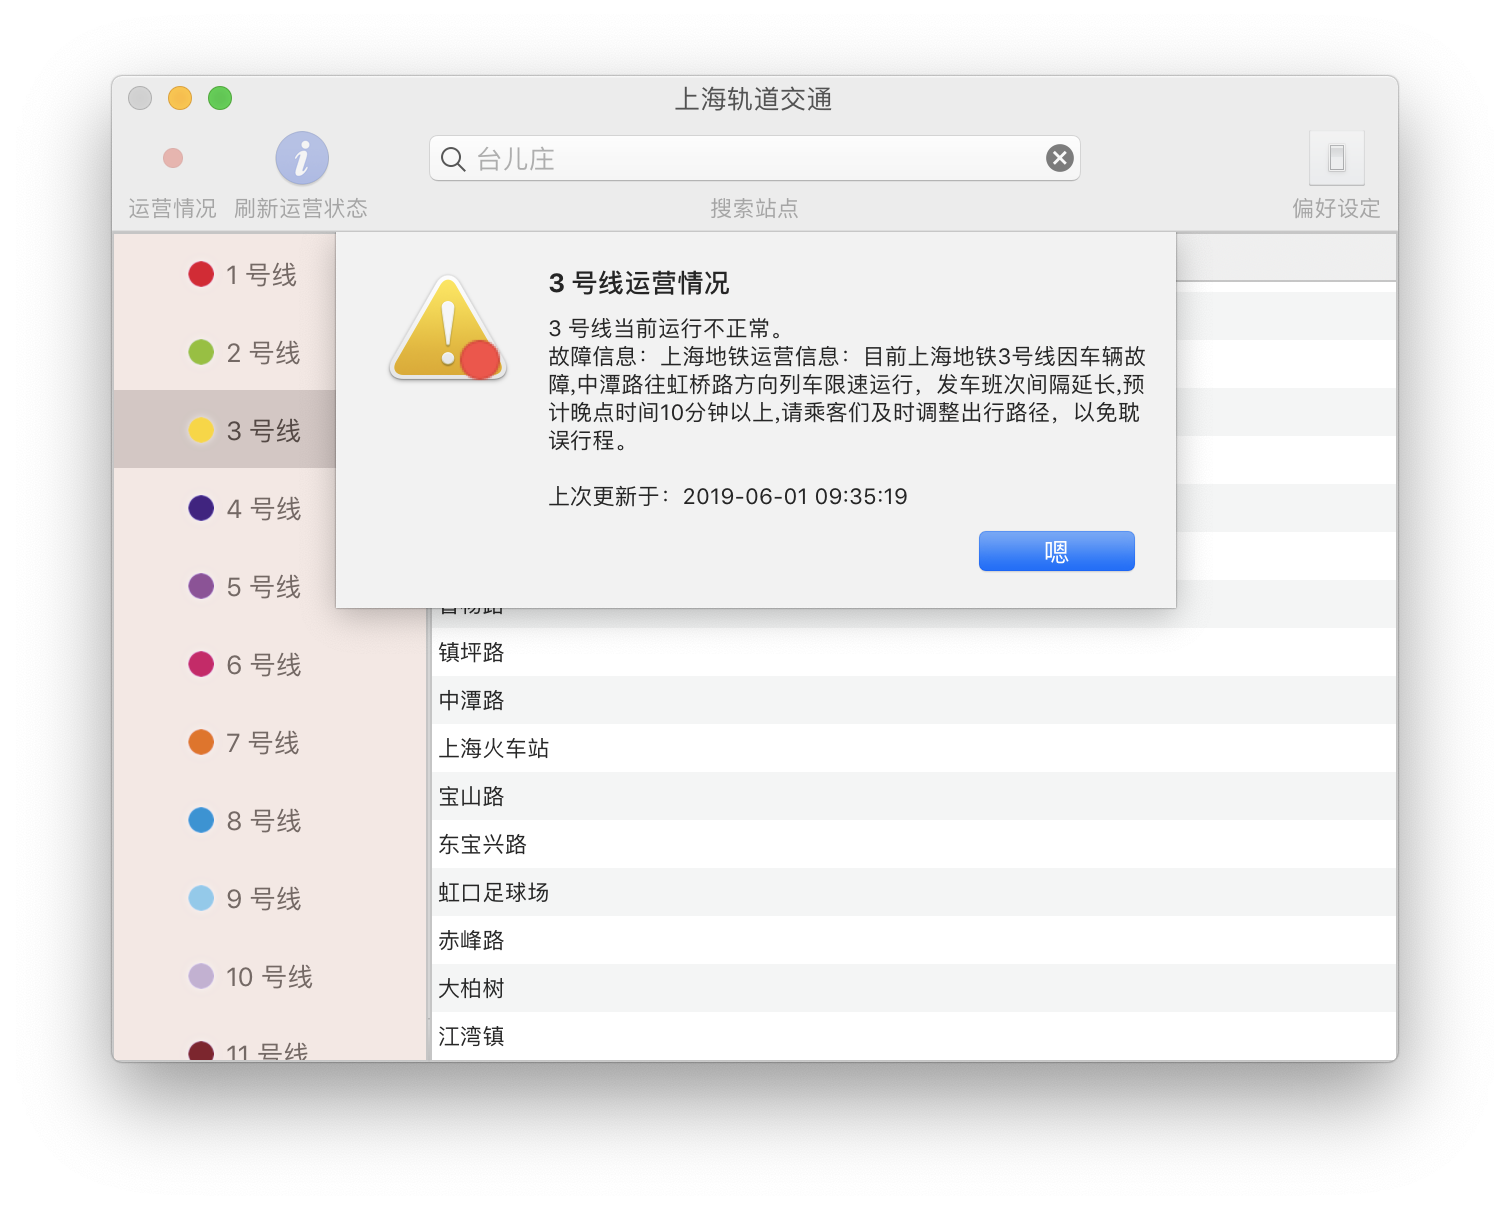 上海轨道交通
台儿庄
运营情况 刷新运营状态 搜索站点 偏好设定
1 号线
2 号线
3 号线
4 号线
5 号线
6 号线
7 号线
8 号线
9 号线
10 号线
11 号线
3 号线运营情况
3 号线当前运行不正常。
故障信息：上海地铁运营信息：目前上海地铁3号线因车辆故
障,中潭路往虹桥路方向列车限速运行，发车班次间隔延长,预
计晚点时间10分钟以上,请乘客们及时调整出行路径，以免耽
误行程。
上次更新于：2019-06-01 09:35:19
嗯
镇坪路
中潭路
上海火车站
宝山路
东宝兴路
虹口足球场
赤峰路
大柏树
江湾镇